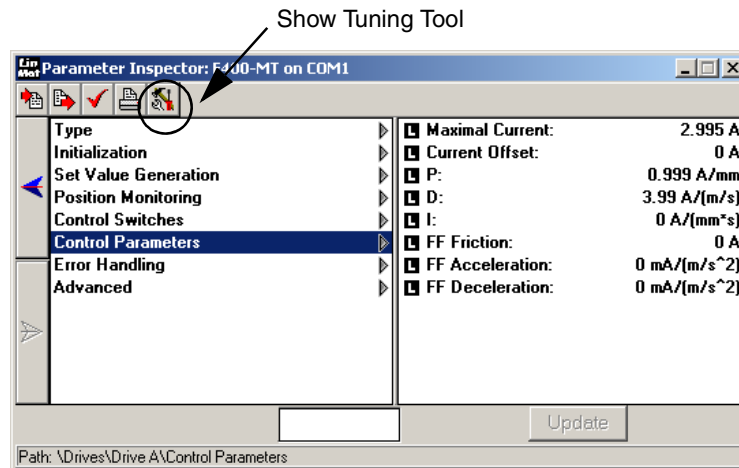 Show Tuning Tool
Lin Mot Parameter Inspector: E400-MT on COM1
Type
Initialization
Set Value Generation
Position Monitoring
Control Switches
Control Parameters
Error Handling
Advanced
L Maximal Current: 2.995 A
L Current Offset: 0 A
L P: 0.999 A/mm
L D: 3.99 A/(m/s)
L I: 0 A/(mm*s)
L FF Friction: 0 A
L FF Acceleration: 0 mA/(m/s^2)
L FF Deceleration: 0 mA/(m/s^2)
Update
Path: \Drives\Drive A\Control Parameters